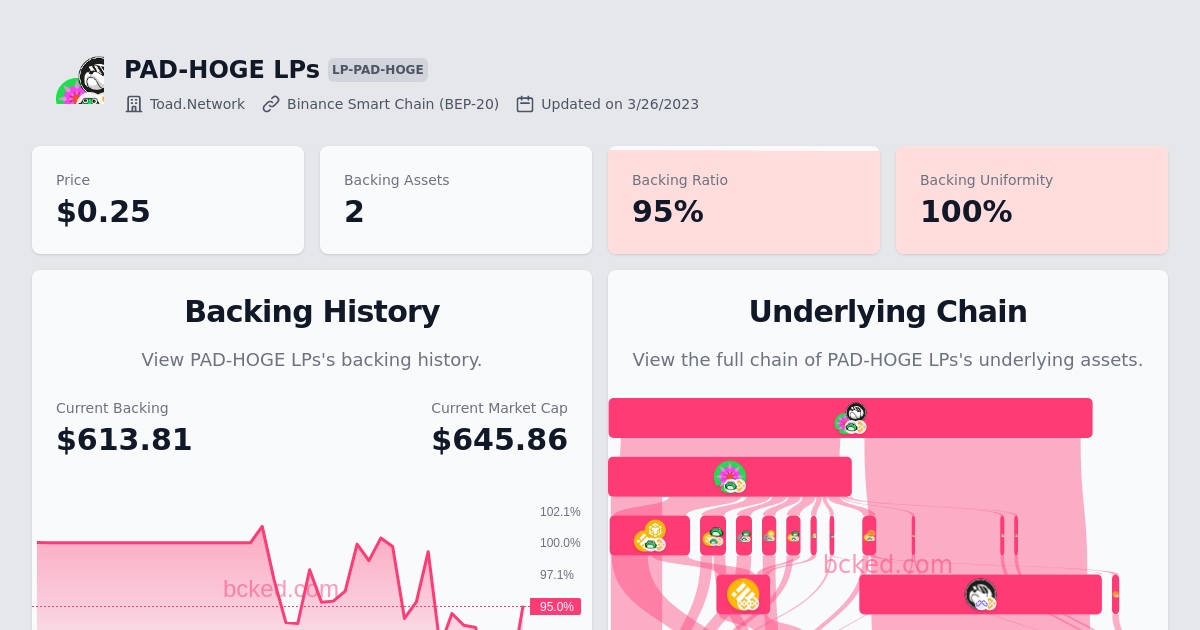 PAD-HOGE LPs LP-PAD-HOGE
Toad.Network Binance Smart Chain (BEP-20) Updated on 3/26/2023
Price
$0.25
Backing Assets
2
Backing Ratio
95%
Backing Uniformity
100%
Backing History
View PAD-HOGE LPs's backing history.
Current Backing
$613.81
Current Market Cap
$645.86
102.1%
100.0%
97.1%
95.0%
bcked.com
Underlying Chain
View the full chain of PAD-HOGE LPs's underlying assets.
bcked.com